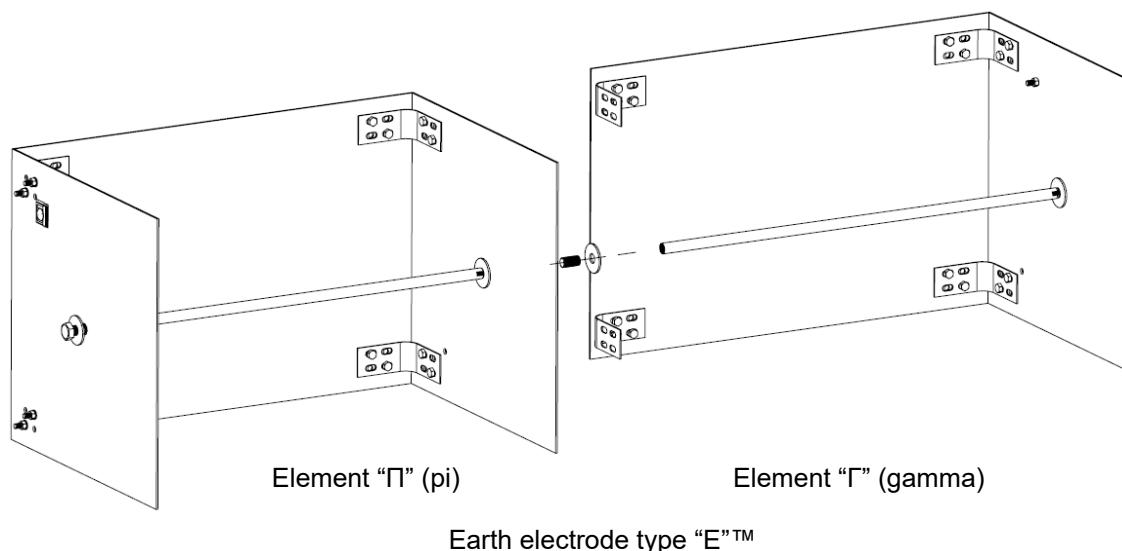 Element “П” (pi)
Element “Г” (gamma)
Earth electrode type “E”™